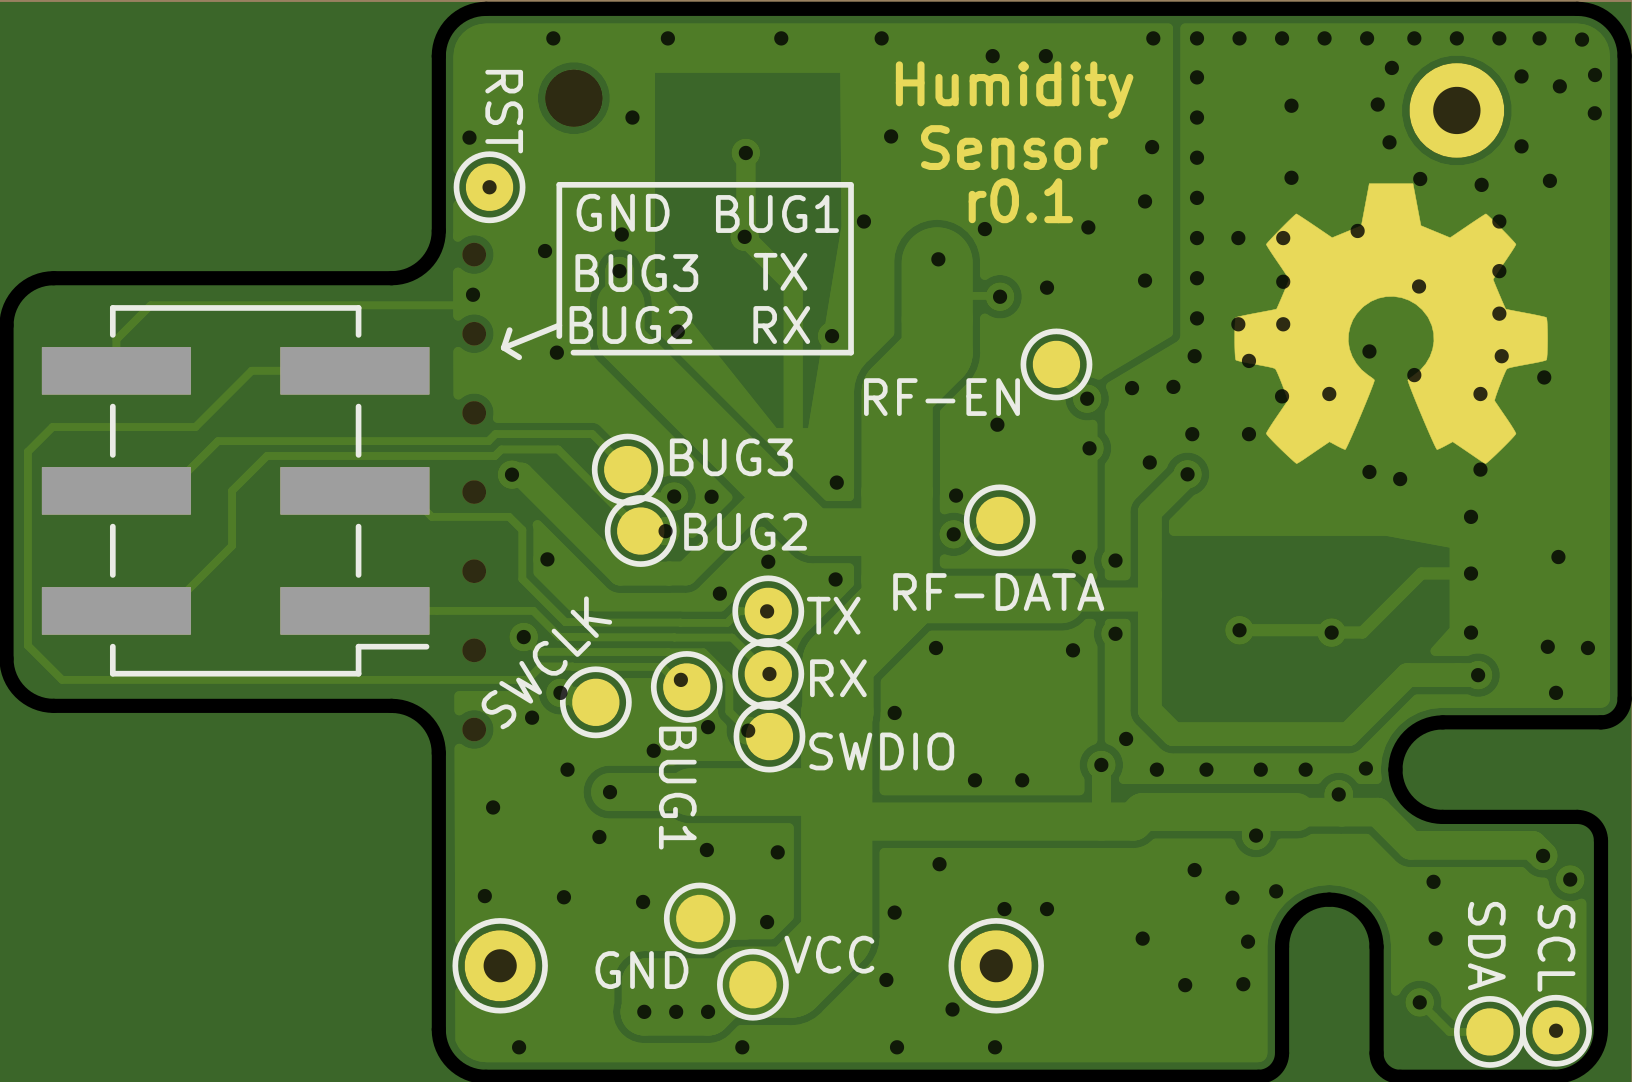 RST
Humidity
Sensor
r0.1
GND BUG1
BUG3 TX
BUG2 RX
RF-EN
BUG3
BUG2
RF-DATA
TX
SWCLK
RX
SWDIO
BUG1
GND
VCC
SDA
SCL